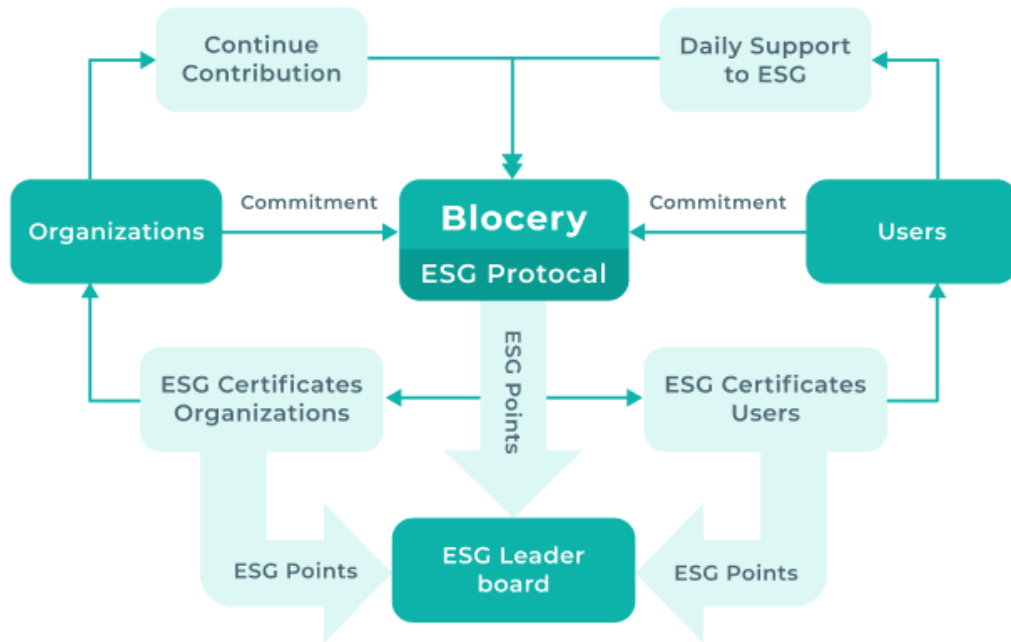 Continue
Contribution
Daily Support
to ESG
Organizations
Commitment
Blocery
ESG Protocal
Commitment
Users
ESG Points
ESG Certificates
Organizations
ESG Certificates
Users
ESG Points
ESG Leader
board
ESG Points